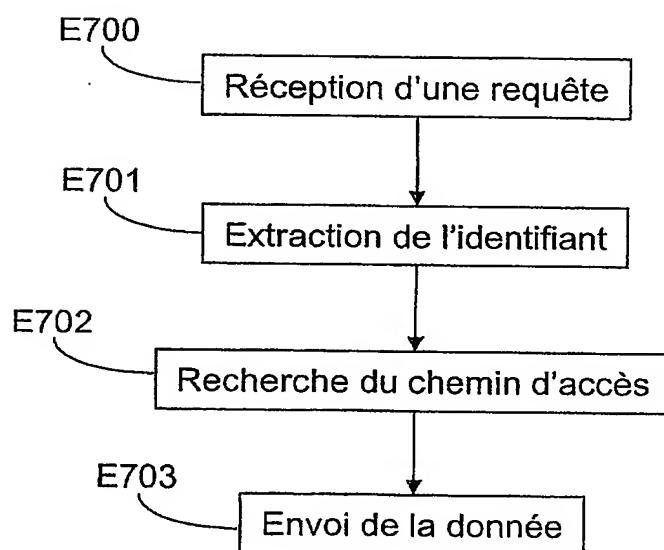 E700
Réception d'une requête
E701
Extraction de l'identifiant
E702
Recherche du chemin d'accès
E703
Envoi de la donnée